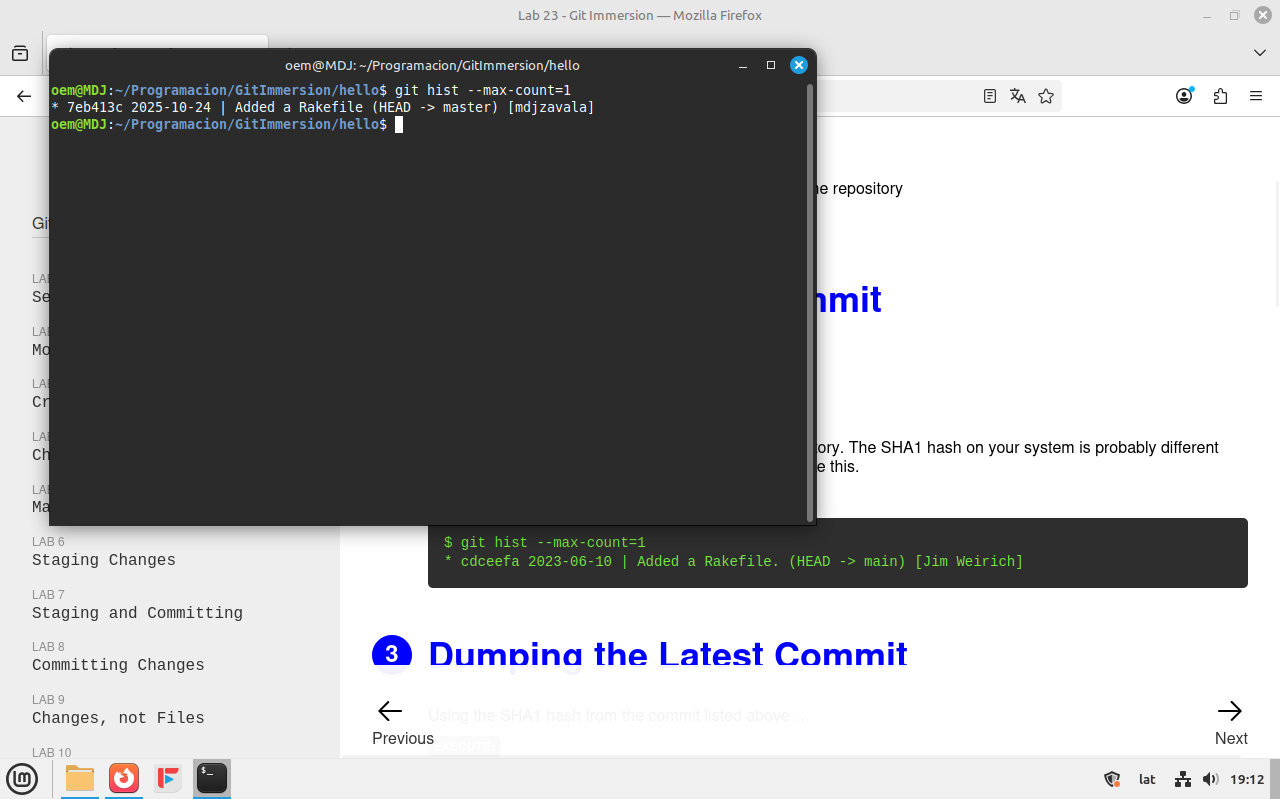 Lab 23 - Git Immersion — Mozilla Firefox
oem@MDJ: ~/Programacion/GitImmersion/hello
oem@MDJ:~/Programacion/GitImmersion/hello$ git hist --max-count=1
* 7eb413c 2025-10-24 | Added a Rakefile (HEAD -> master) [mdjzavala]
oem@MDJ:~/Programacion/GitImmersion/hello$
Git
LAB
Se
LAB
Mo
LAB
Cr
LAB
Ch
LAB
Ma
LAB 6
Staging Changes
LAB 7
Staging and Committing
LAB 8
Committing Changes
LAB 9
Changes, not Files
LAB 10
he repository
mmit
tory. The SHA1 hash on your system is probably different
e this.
$ git hist --max-count=1
* cdceefa 2023-06-10 | Added a Rakefile. (HEAD -> main) [Jim Weirich]
3 Dumping the Latest Commit
Using the SHA1 hash from the commit listed above ...
EXECUTE:
Previous
Next
lat
19:12